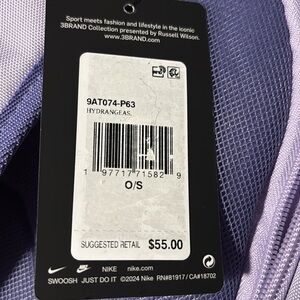 Sport meets fashion and lifestyle in the iconic
3BRAND Collection presented by Russell Wilson.
www.3BRAND.com
9AT074-P63
HYDRANGEAS,
1 97717 71582 9
O/S
SUGGESTED RETAIL $55.00
NIKE nike.com
SWOOSH JUST DO IT ©2024 Nike RN#81917 / CA#18702